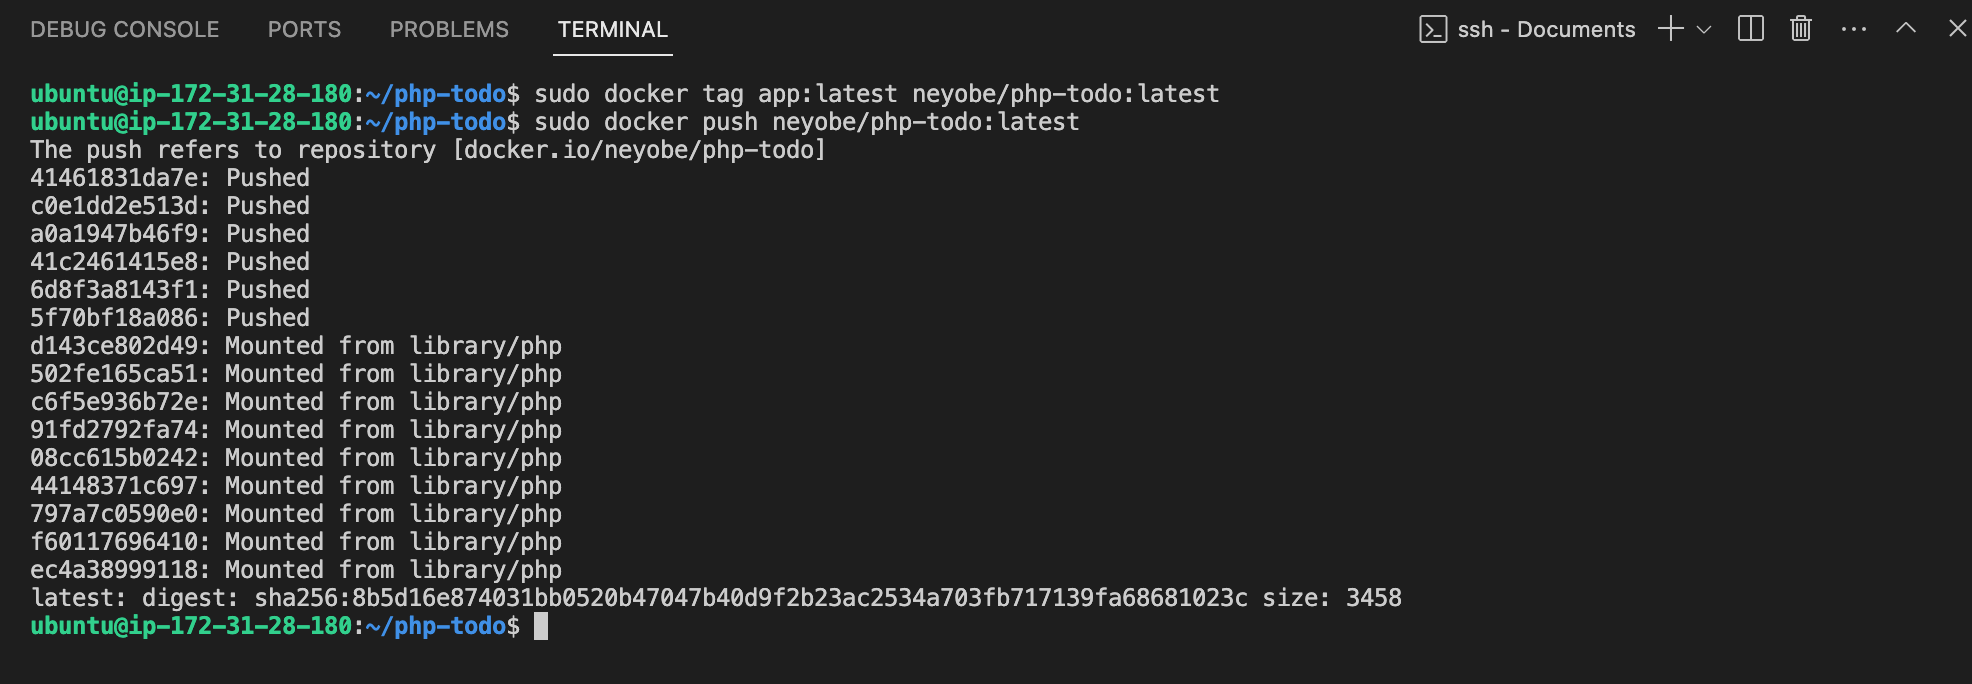 DEBUG CONSOLE PORTS PROBLEMS TERMINAL ssh - Documents
ubuntu@ip-172-31-28-180:~/php-todo$ sudo docker tag app:latest neyobe/php-todo:latest
ubuntu@ip-172-31-28-180:~/php-todo$ sudo docker push neyobe/php-todo:latest
The push refers to repository [docker.io/neyobe/php-todo]
41461831da7e: Pushed
c0e1dd2e513d: Pushed
a0a1947b46f9: Pushed
41c2461415e8: Pushed
6d8f3a8143f1: Pushed
5f70bf18a086: Pushed
d143ce802d49: Mounted from library/php
502fe165ca51: Mounted from library/php
c6f5e936b72e: Mounted from library/php
91fd2792fa74: Mounted from library/php
08cc615b0242: Mounted from library/php
44148371c697: Mounted from library/php
797a7c0590e0: Mounted from library/php
f60117696410: Mounted from library/php
ec4a38999118: Mounted from library/php
latest: digest: sha256:8b5d16e874031bb0520b47047b40d9f2b23ac2534a703fb717139fa68681023c size: 3458
ubuntu@ip-172-31-28-180:~/php-todo$